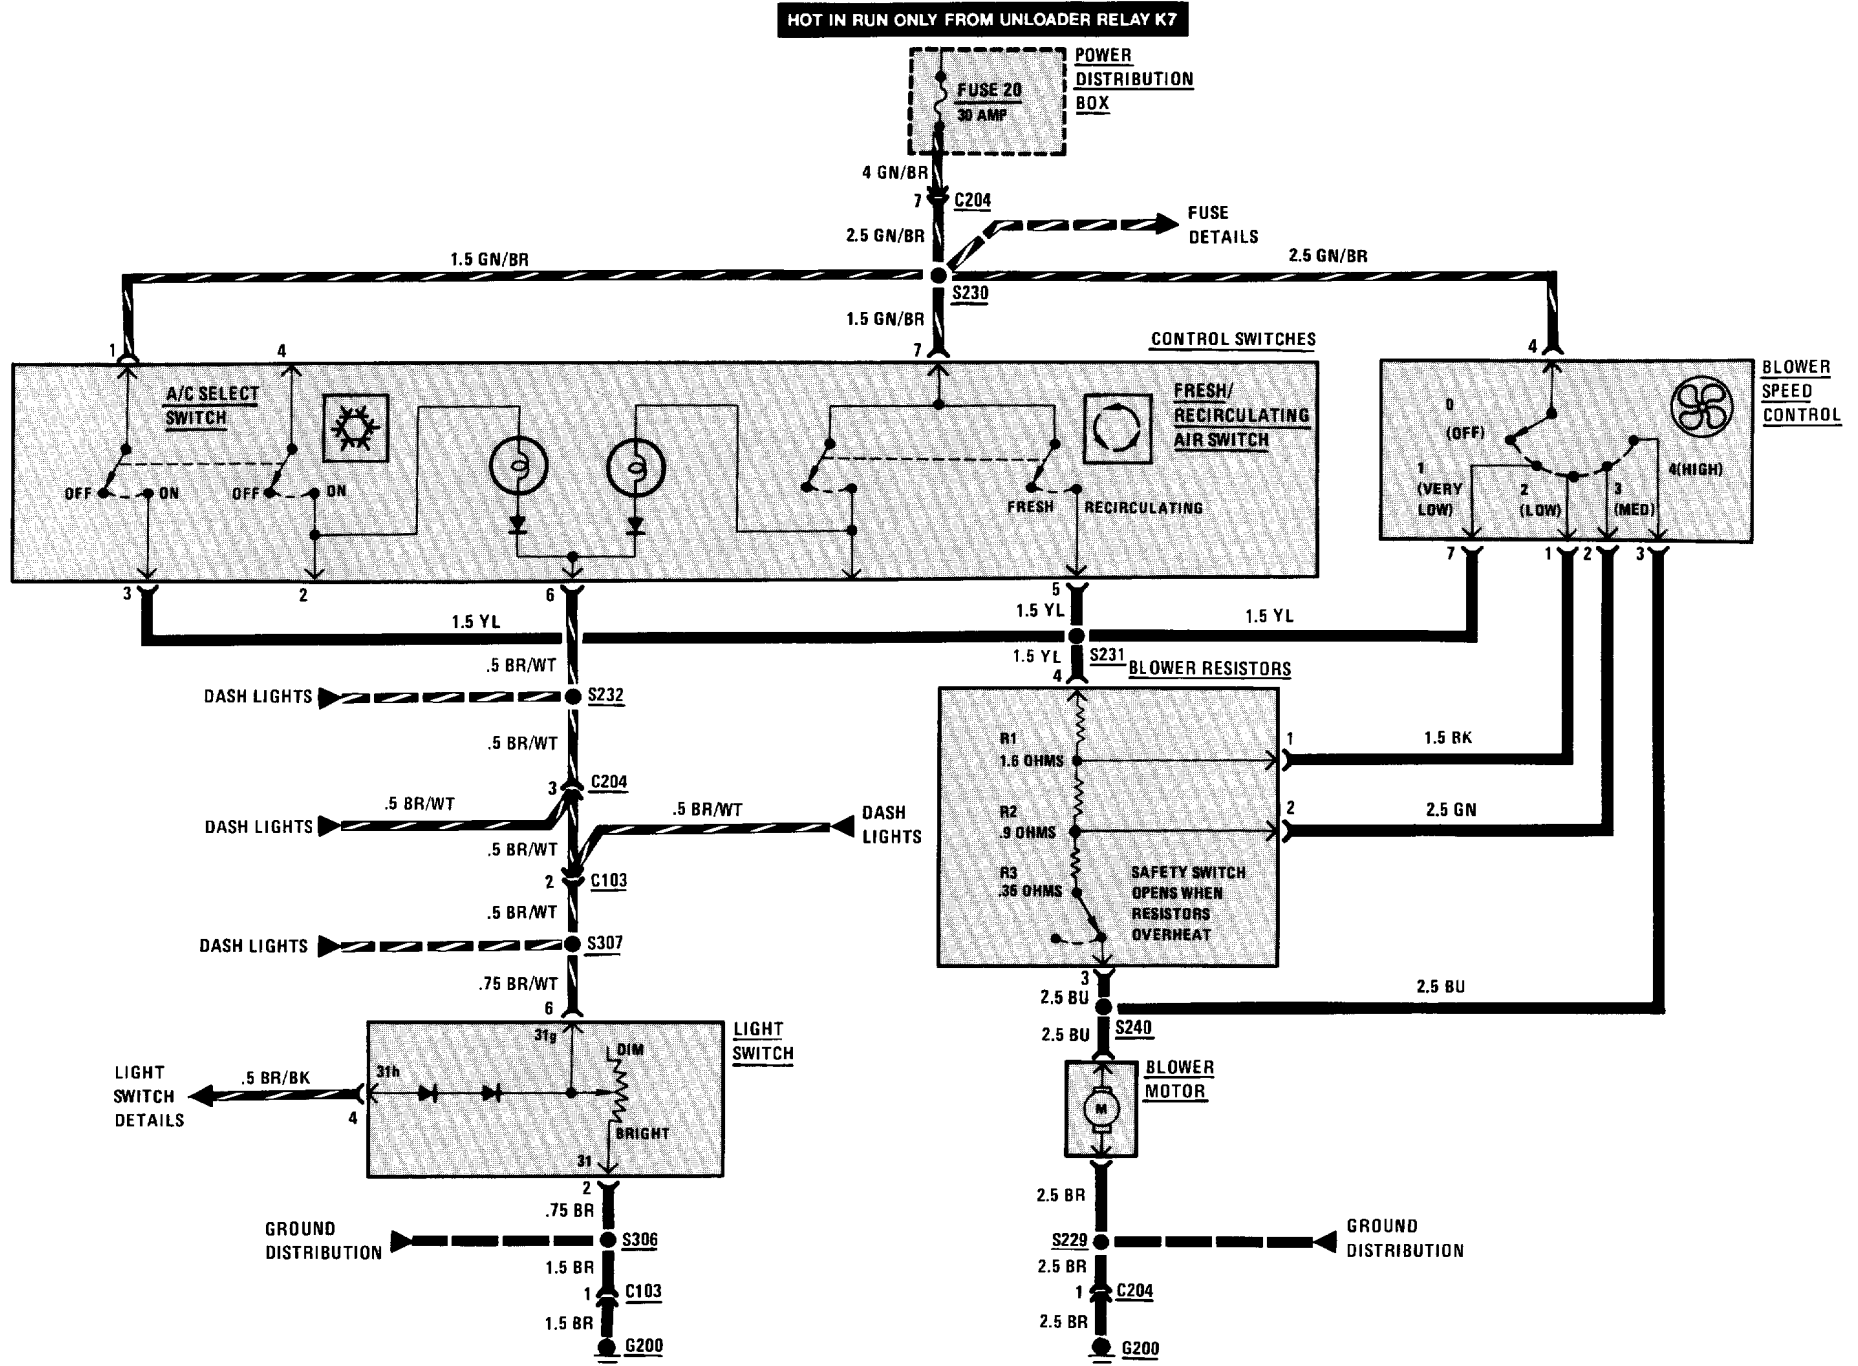 HOT IN RUN ONLY FROM UNLOADER RELAY K7
POWER
DISTRIBUTION
BOX
FUSE 20
30 AMP
4 GN/BR
7
C204
2.5 GN/BR
FUSE
DETAILS
1.5 GN/BR
2.5 GN/BR
S230
1.5 GN/BR
1
4
7
CONTROL SWITCHES
4
A/C SELECT
SWITCH
FRESH/
RECIRCULATING
AIR SWITCH
BLOWER
SPEED
CONTROL
0
(OFF)
OFF
ON
OFF
ON
FRESH
RECIRCULATING
1
(VERY
LOW)
2
(LOW)
3
(MED)
4(HIGH)
3
2
6
5
7
1
2
3
1.5 YL
1.5 YL
1.5 YL
.5 BR/WT
1.5 YL
S231
4
BLOWER RESISTORS
DASH LIGHTS
S232
.5 BR/WT
R1
1.6 OHMS
1
1.5 BK
3
C204
.5 BR/WT
DASH LIGHTS
.5 BR/WT
DASH
LIGHTS
R2
.9 OHMS
2
2.5 GN
.5 BR/WT
2
C103
R3
.35 OHMS
SAFETY SWITCH
OPENS WHEN
RESISTORS
OVERHEAT
.5 BR/WT
DASH LIGHTS
S307
.75 BR/WT
6
3
2.5 BU
2.5 BU
S240
2.5 BU
31g
DIM
LIGHT
SWITCH
31h
BRIGHT
31
LIGHT
SWITCH
DETAILS
.5 BR/BK
4
BLOWER
MOTOR
M
2
.75 BR
2.5 BR
GROUND
DISTRIBUTION
S306
S229
GROUND
DISTRIBUTION
1.5 BR
2.5 BR
1
C103
1
C204
1.5 BR
2.5 BR
G200
G200